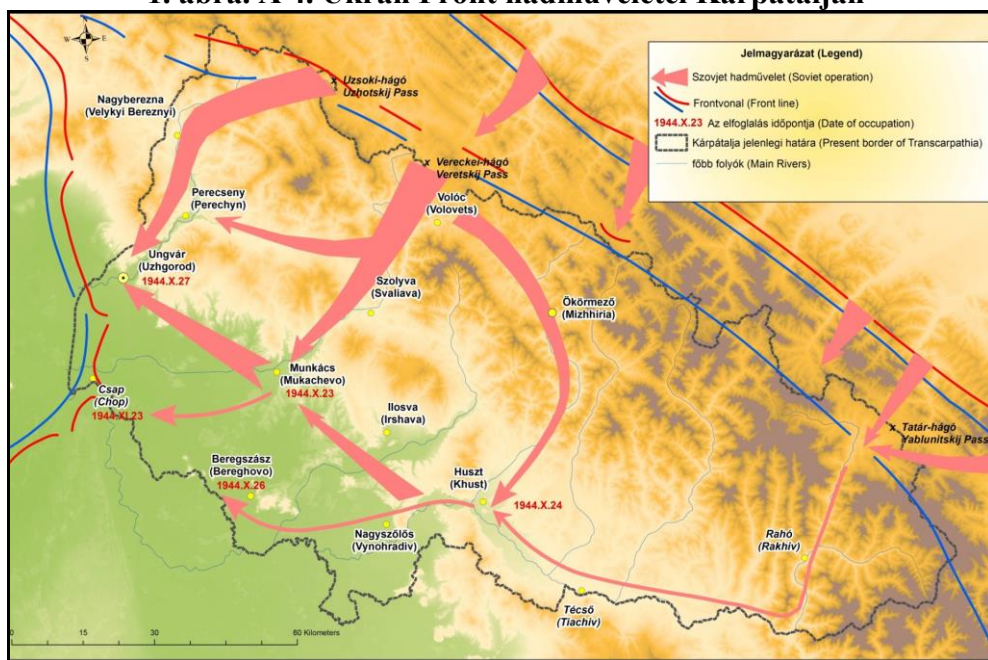 1. ábra. A 4. Ukrán Front hadműveletei Kárpátalján
W
E
S
Jelmagyarázat (Legend)
Szovjet hadművelet (Soviet operation)
Frontvonal (Front line)
1944.X.23 Az elfoglalás időpontja (Date of occupation)
Kárpátalja jelenlegi határa (Present border of Transcarpathia)
főbb folyók (Main Rivers)
Uzsoki-hágó
Uzhotskij Pass
Nagyberezna
(Velykyi Bereznyi)
Vereckei-hágó
Veretskij Pass
Perecseny
(Perechyn)
Volóc
(Volovets)
Ungvár
(Uzhgorod)
1944.X.27
Szolyva
(Svaliava)
Ökörmező
(Mizhhiria)
Munkács
(Mukachevo)
1944.X.23
Csap
(Chop)
1944.XI.23
Ilosva
(Irshava)
Tatár-hágó
Yablunitskij Pass
Beregszász
(Bereghovo)
1944.X.26
Huszt
(Khust)
1944.X.24
Nagyszőlős
(Vynohradiv)
Rahó
(Rakhiv)
Técső
(Tiachiv)
0 15 30 60 Kilometers